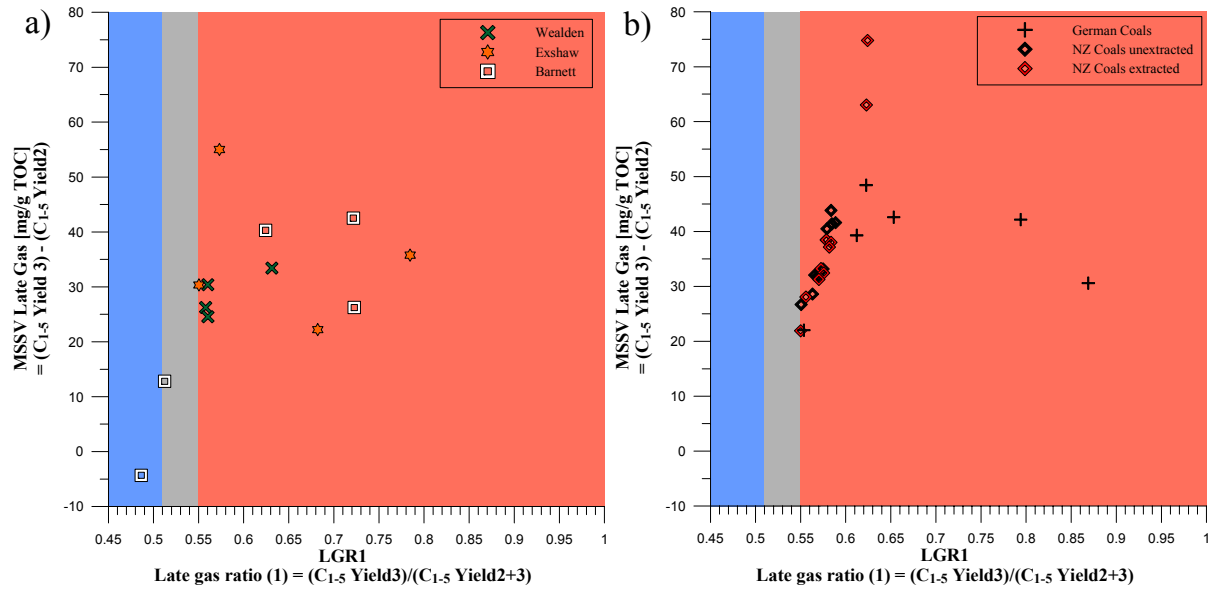 a)
Wealden
Exshaw
Barnett
80
70
60
50
40
30
20
10
0
-10
MSSV Late Gas [mg/g TOC]
= (C1-5 Yield 3) - (C1-5 Yield2)
0.45 0.5 0.55 0.6 0.65 0.7 0.75 0.8 0.85 0.9 0.95 1
LGR1
Late gas ratio (1) = (C1-5 Yield3)/(C1-5 Yield2+3)
b)
German Coals
NZ Coals unextracted
NZ Coals extracted
80
70
60
50
40
30
20
10
0
-10
MSSV Late Gas [mg/g TOC]
= (C1-5 Yield 3) - (C1-5 Yield2)
0.45 0.5 0.55 0.6 0.65 0.7 0.75 0.8 0.85 0.9 0.95 1
LGR1
Late gas ratio (1) = (C1-5 Yield3)/(C1-5 Yield2+3)